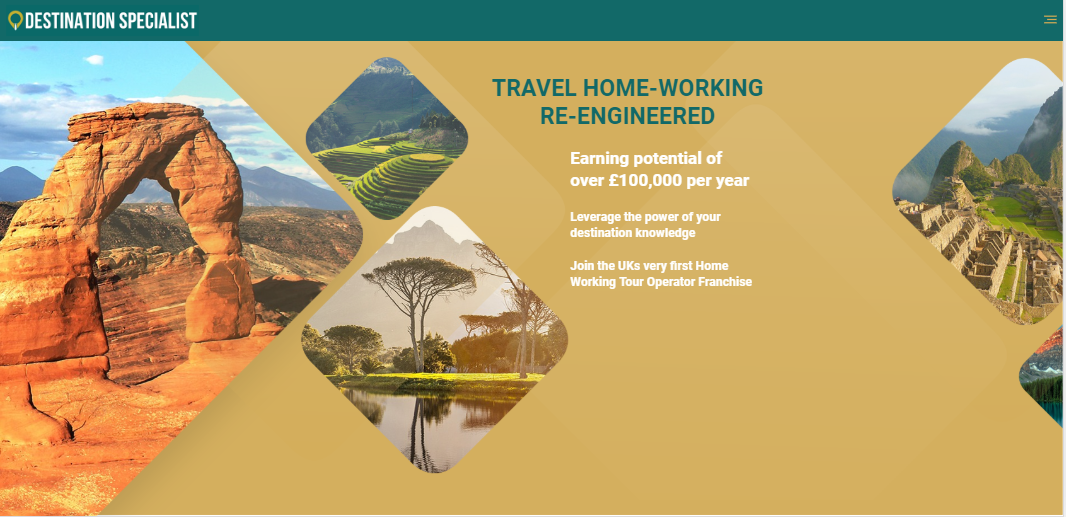 DESTINATION SPECIALIST
TRAVEL HOME-WORKING
RE-ENGINEERED
Earning potential of
over £100,000 per year
Leverage the power of your
destination knowledge
Join the UKs very first Home
Working Tour Operator Franchise